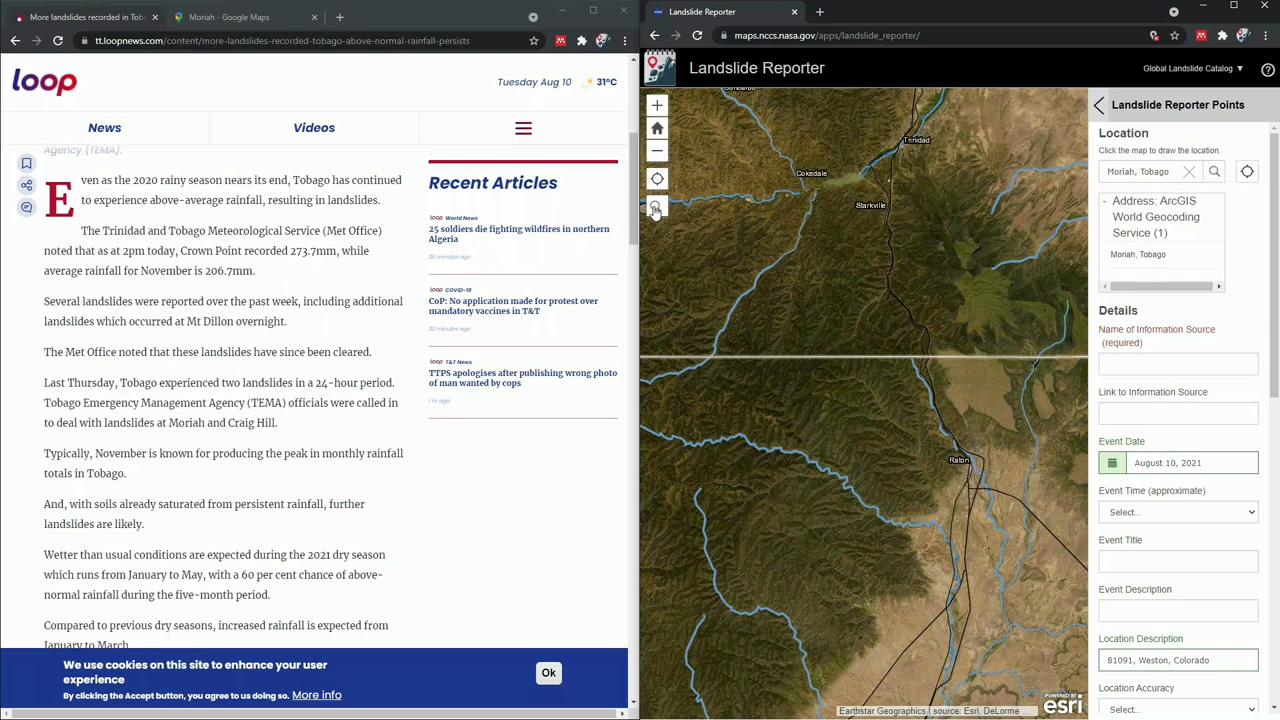 More landslides recorded in Tob
Moriah - Google Maps
tt.loopnews.com/content/more-landslides-recorded-tobago-above-normal-rainfall-persists
loop
Tuesday Aug 10
31°C
News
Videos
Agency (TEMA).
Even as the 2020 rainy season nears its end, Tobago has continued
to experience above-average rainfall, resulting in landslides.
The Trinidad and Tobago Meteorological Service (Met Office)
noted that as at 2pm today, Crown Point recorded 273.7mm, while
average rainfall for November is 206.7mm.
Several landslides were reported over the past week, including additional
landslides which occurred at Mt Dillon overnight.
The Met Office noted that these landslides have since been cleared.
Last Thursday, Tobago experienced two landslides in a 24-hour period.
Tobago Emergency Management Agency (TEMA) officials were called in
to deal with landslides at Moriah and Craig Hill.
Typically, November is known for producing the peak in monthly rainfall
totals in Tobago.
And, with soils already saturated from persistent rainfall, further
landslides are likely.
Wetter than usual conditions are expected during the 2021 dry season
which runs from January to May, with a 60 per cent chance of above-
normal rainfall during the five-month period.
Compared to previous dry seasons, increased rainfall is expected from
January to March.
Recent Articles
loop World News
25 soldiers die fighting wildfires in northern
Algeria
20 minutes ago
loop COVID-19
CoP: No application made for protest over
mandatory vaccines in T&T
22 minutes ago
loop T&T News
TTPS apologises after publishing wrong photo
of man wanted by cops
1 hr ago
We use cookies on this site to enhance your user
experience
By clicking the Accept button, you agree to us doing so. More info
Ok
maps.nccs.nasa.gov/apps/landslide_reporter/
Landslide Reporter
Global Landslide Catalog
Trinidad
Cokedale
Starkville
Raton
Earthstar Geographics | source: Esri, DeLorme ...
POWERED BY
esri
Landslide Reporter Points
Location
Click the map to draw the location.
Moriah, Tobago
- Address: ArcGIS
World Geocoding
Service (1)
Moriah, Tobago
Details
Name of Information Source
(required)
Link to Information Source
Event Date
August 10, 2021
Event Time (approximate)
Select...
Event Title
Event Description
Location Description
81091, Weston, Colorado
Location Accuracy
Select...